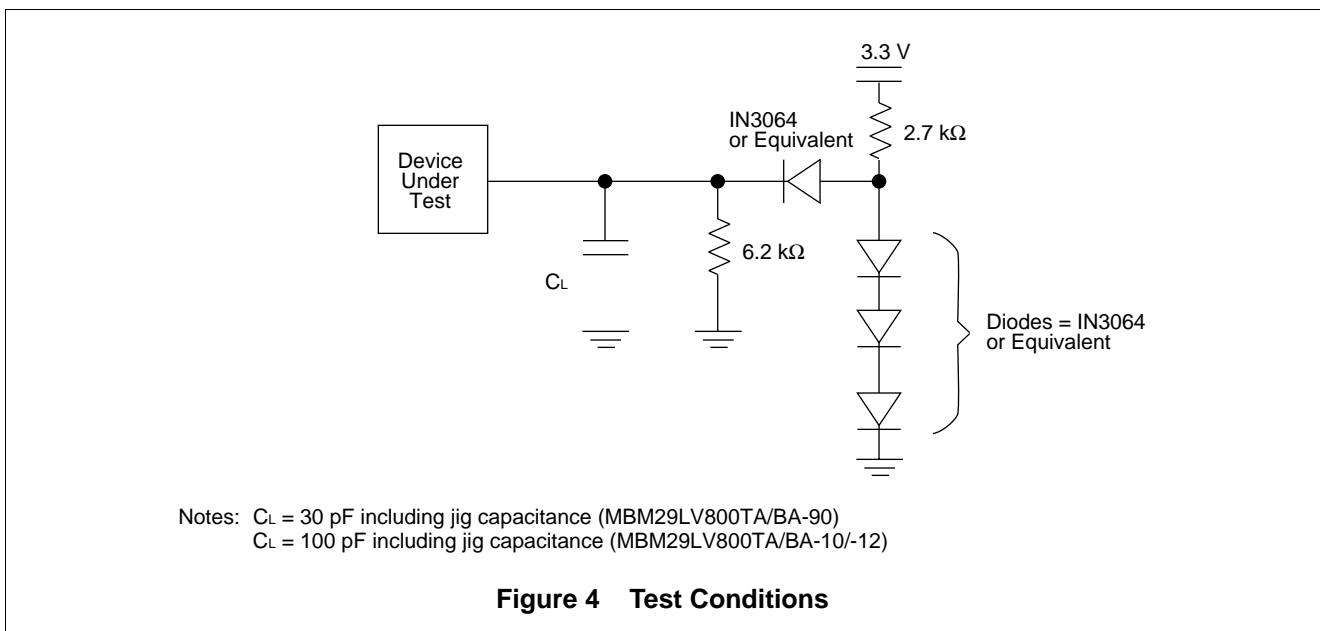 3.3 V
IN3064
or Equivalent
2.7 kΩ
Device
Under
Test
6.2 kΩ
CL
Diodes = IN3064
or Equivalent
Notes: CL = 30 pF including jig capacitance (MBM29LV800TA/BA-90)
CL = 100 pF including jig capacitance (MBM29LV800TA/BA-10/-12)
Figure 4 Test Conditions